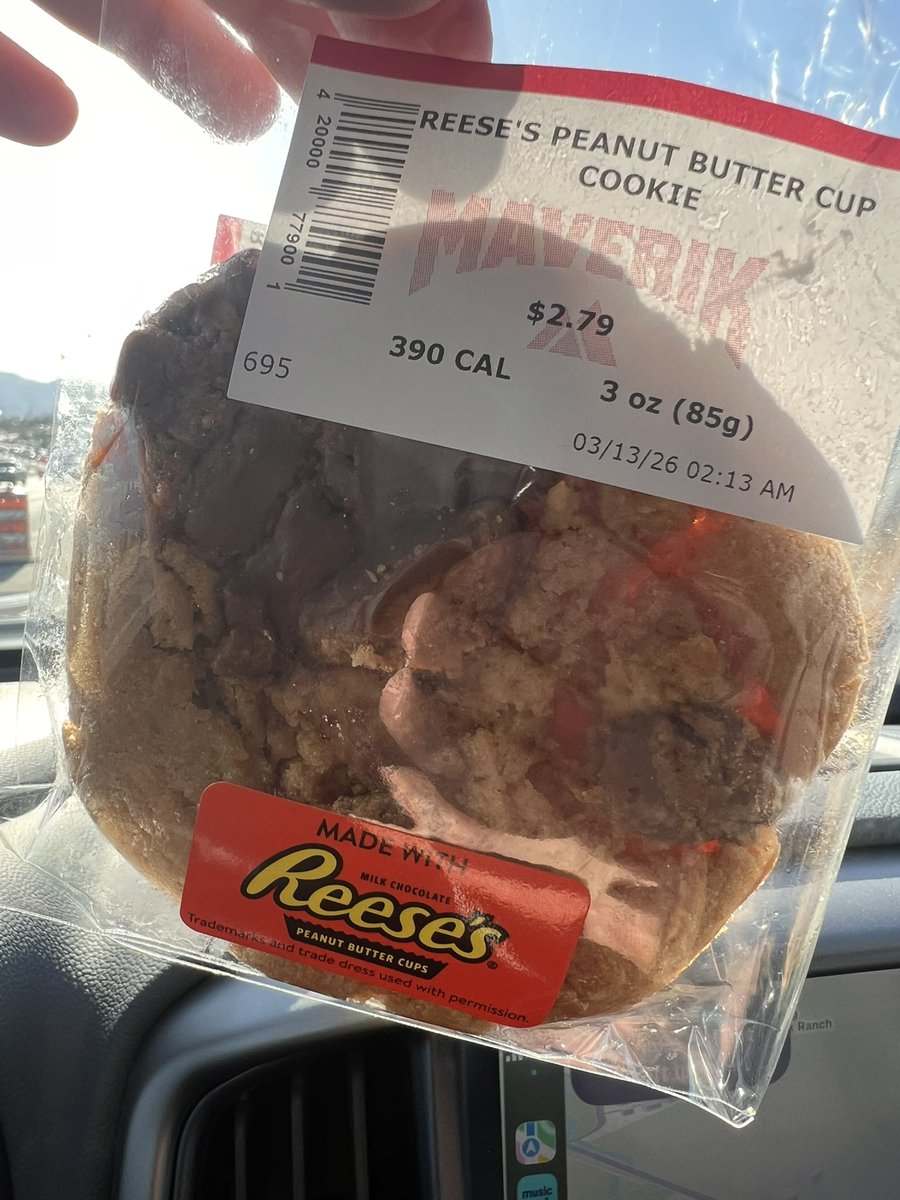 REESE'S PEANUT BUTTER CUP
COOKIE
MAVERIK
$2.79
390 CAL
3 oz (85g)
03/13/26 02:13 AM
4 20000 77900 1
695
MADE WITH
MILK CHOCOLATE
Reese's®
PEANUT BUTTER CUPS
Trademarks and trade dress used with permission.
Ranch
music